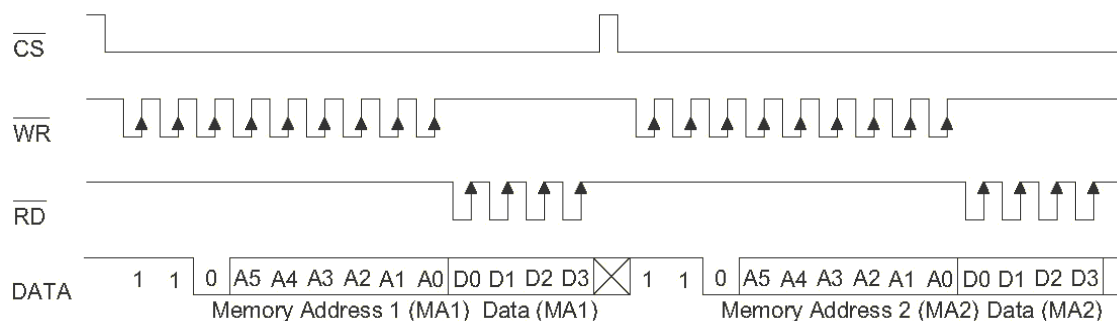 CS
WR
RD
DATA 1 1 0 A5 A4 A3 A2 A1 A0 D0 D1 D2 D3 1 1 0 A5 A4 A3 A2 A1 A0 D0 D1 D2 D3
Memory Address 1 (MA1) Data (MA1) Memory Address 2 (MA2) Data (MA2)